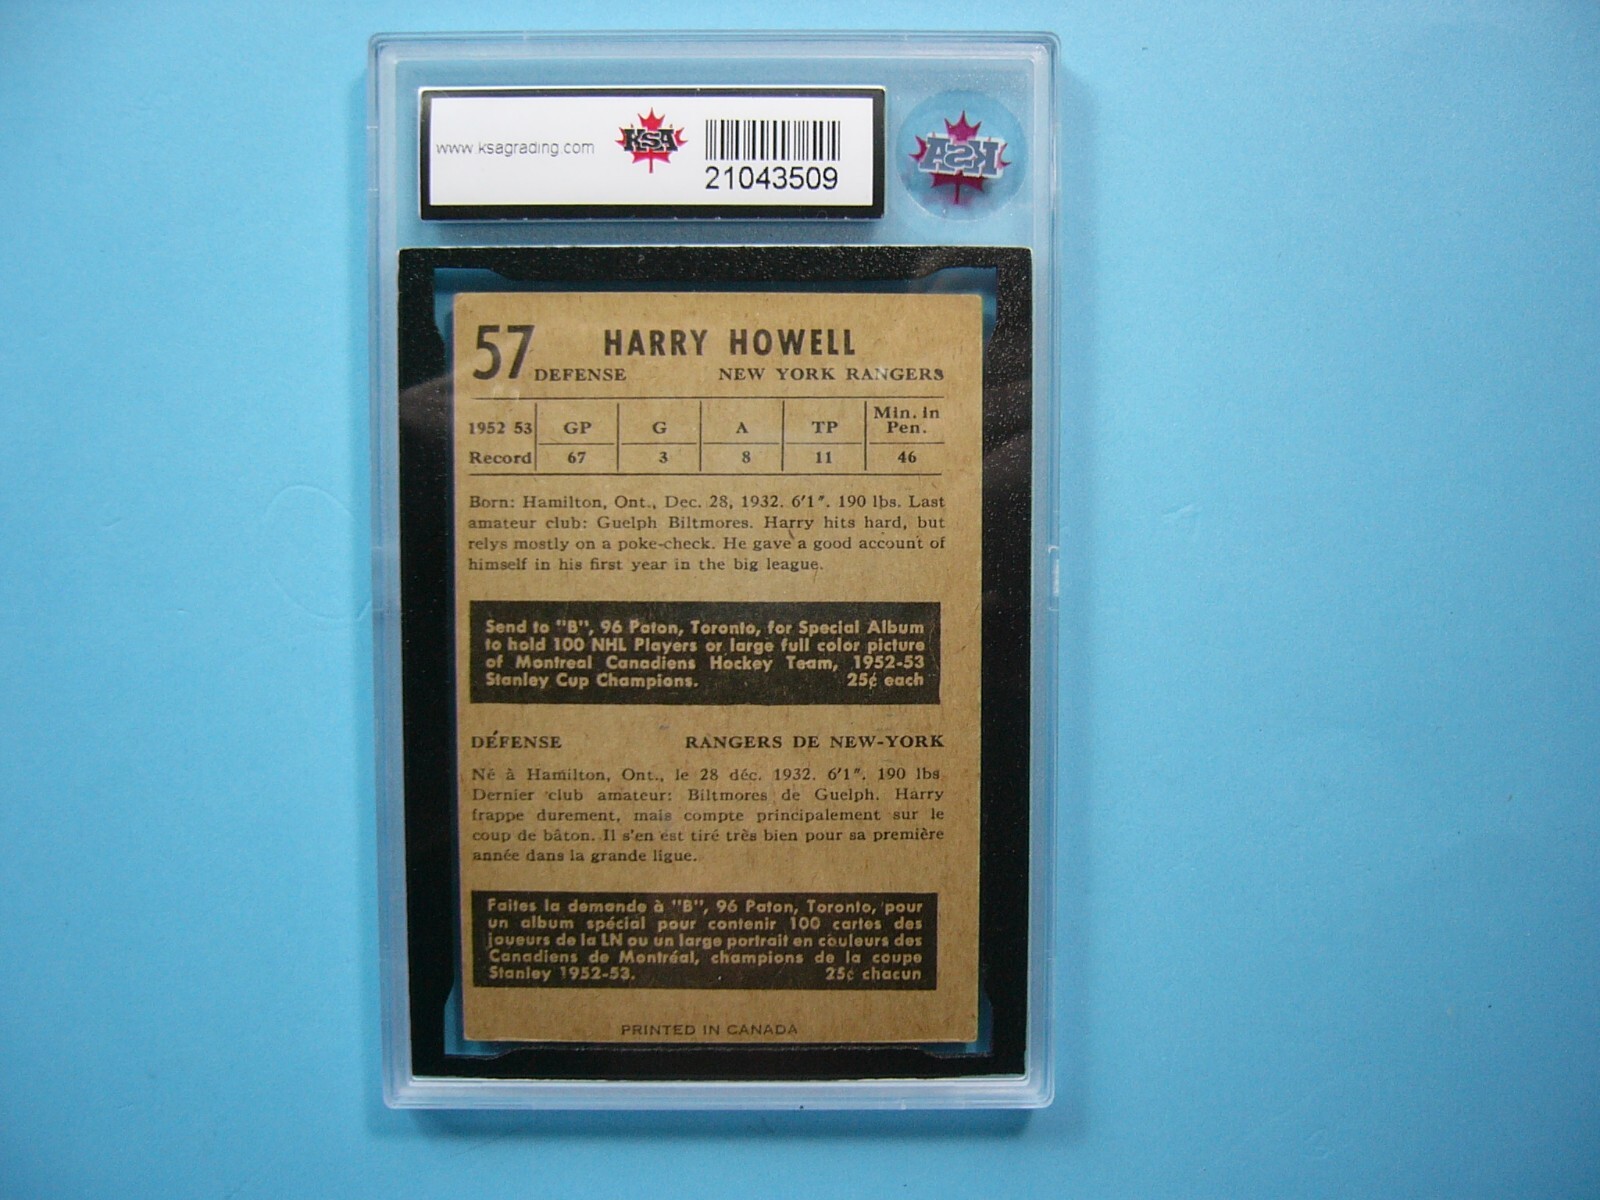 www.ksagrading.com
KSA
21043509
KSA
57 HARRY HOWELL
DEFENSE NEW YORK RANGERS
1952 53 GP G A TP Min. in Pen.
Record 67 3 8 11 46
Born: Hamilton, Ont., Dec. 28, 1932. 6'1". 190 lbs. Last
amateur club: Guelph Biltmores. Harry hits hard, but
relys mostly on a poke-check. He gave a good account of
himself in his first year in the big league.
Send to "B", 96 Paton, Toronto, for Special Album
to hold 100 NHL Players or large full color picture
of Montreal Canadiens Hockey Team, 1952-53
Stanley Cup Champions. 25¢ each
DÉFENSE RANGERS DE NEW-YORK
Né à Hamilton, Ont., le 28 déc. 1932. 6'1". 190 lbs
Dernier club amateur: Biltmores de Guelph. Harry
frappe durement, mais compte principalement sur le
coup de bâton. Il s'en est tiré très bien pour sa première
année dans la grande ligue.
Faites la demande à "B", 96 Paton, Toronto, pour
un album spécial pour contenir 100 cartes des
joueurs de la LN ou un large portrait en couleurs des
Canadiens de Montréal, champions de la coupe
Stanley 1952-53. 25¢ chacun
PRINTED IN CANADA